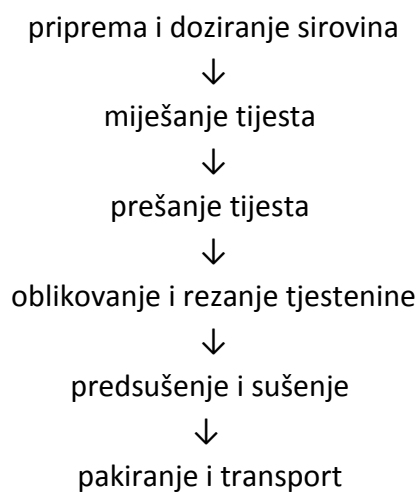 priprema i doziranje sirovina
↓
miješanje tijesta
↓
prešanje tijesta
↓
oblikovanje i rezanje tjestenine
↓
predsušenje i sušenje
↓
pakiranje i transport